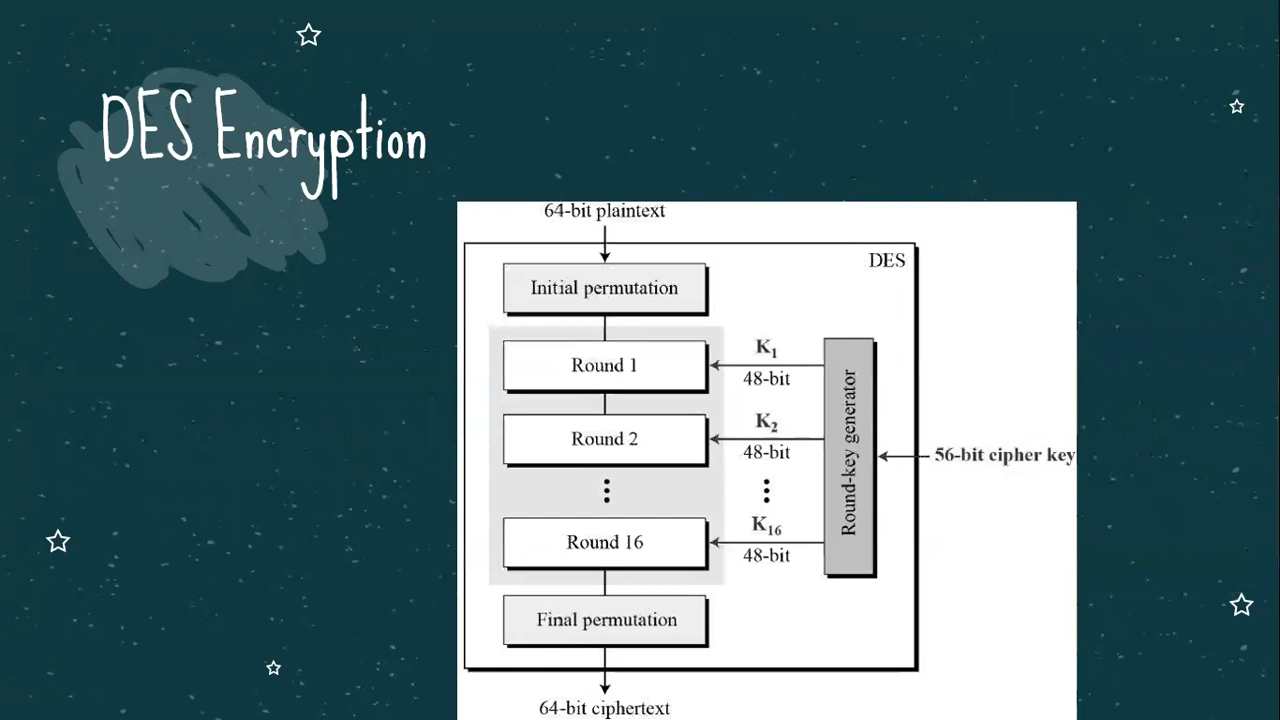 DES Encryption
64-bit plaintext
DES
Initial permutation
Round 1
K1
48-bit
Round 2
K2
48-bit
Round-key generator
56-bit cipher key
Round 16
K16
48-bit
Final permutation
64-bit ciphertext